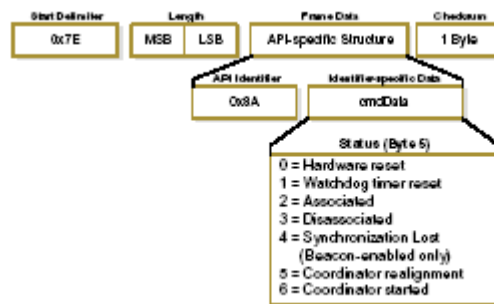 Start Delimiter
Length
Frame Data
Checksum
0x7E
MSB
LSB
API-specific Structure
1 Byte
API Identifier
Identifier-specific Data
0x8A
cmdData
Status (Byte 5)
0 = Hardware reset
1 = Watchdog timer reset
2 = Associated
3 = Disassociated
4 = Synchronization Lost
(Beacon-enabled only)
5 = Coordinator realignment
6 = Coordinator started